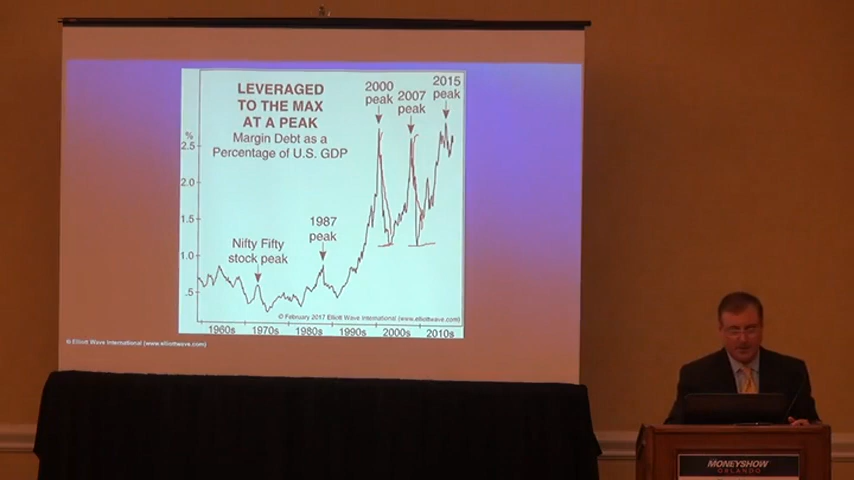 LEVERAGED
TO THE MAX
AT A PEAK
Margin Debt as a
Percentage of U.S. GDP
2000
peak
2007
peak
2015
peak
1987
peak
Nifty Fifty
stock peak
%
2.5
2.0
1.5
1.0
.5
© February 2017 Elliott Wave International (www.elliottwave.com)
1960s 1970s 1980s 1990s 2000s 2010s
© Elliott Wave International (www.elliottwave.com)
MONEYSHOW
ORLANDO